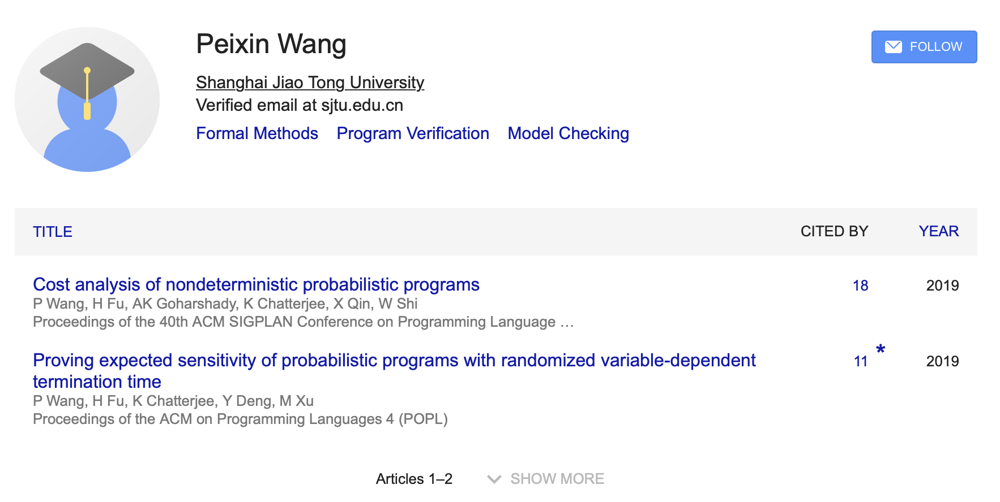 Peixin Wang
FOLLOW
Shanghai Jiao Tong University
Verified email at sjtu.edu.cn
Formal Methods Program Verification Model Checking
TITLE CITED BY YEAR
Cost analysis of nondeterministic probabilistic programs 18 2019
P Wang, H Fu, AK Goharshady, K Chatterjee, X Qin, W Shi
Proceedings of the 40th ACM SIGPLAN Conference on Programming Language …
Proving expected sensitivity of probabilistic programs with randomized variable-dependent 11 * 2019
termination time
P Wang, H Fu, K Chatterjee, Y Deng, M Xu
Proceedings of the ACM on Programming Languages 4 (POPL)
Articles 1–2 SHOW MORE